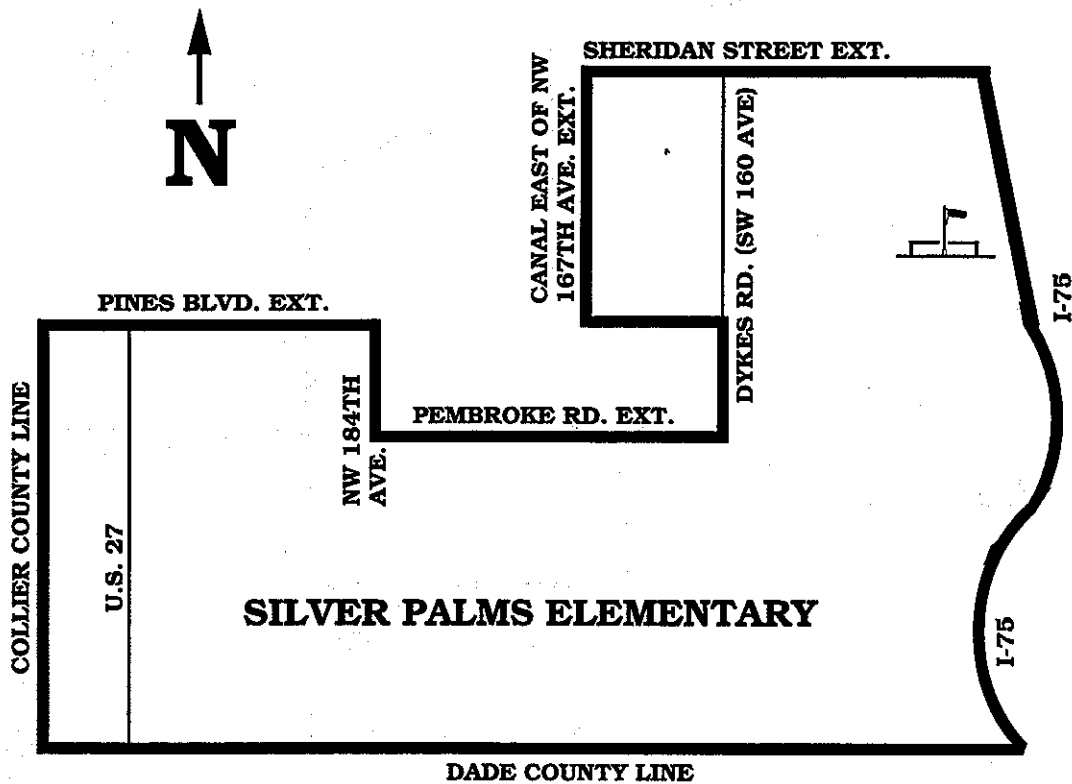 SHERIDAN STREET EXT.
N
CANAL EAST OF NW
167TH AVE. EXT.
DYKES RD. (SW 160 AVE)
I-75
PINES BLVD. EXT.
COLLIER COUNTY LINE
U.S. 27
NW 184TH
AVE.
PEMBROKE RD. EXT.
SILVER PALMS ELEMENTARY
I-75
DADE COUNTY LINE